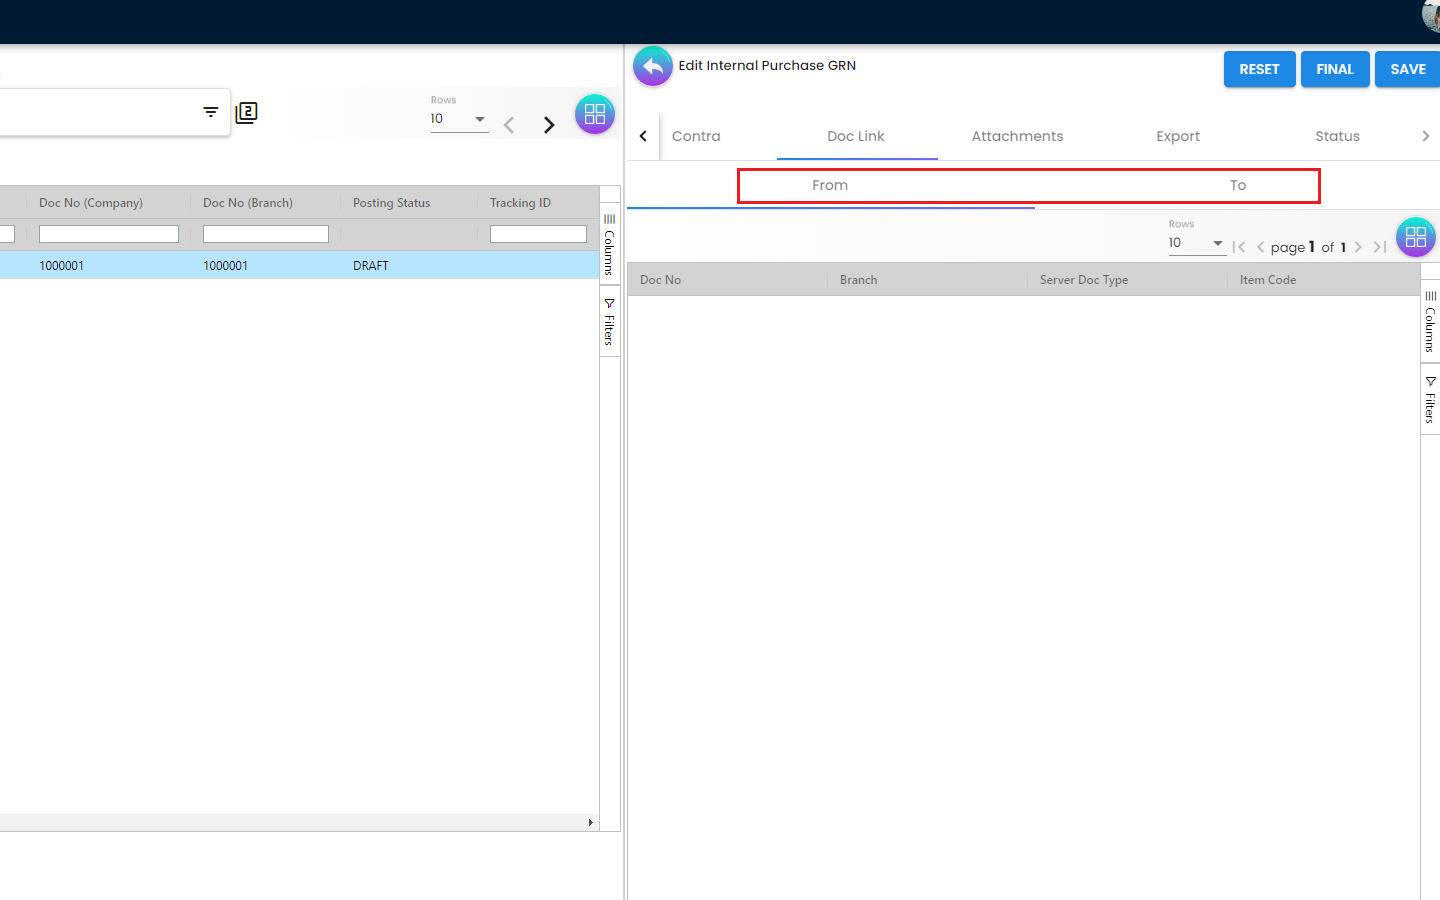 Edit Internal Purchase GRN
RESET
FINAL
SAVE
2
Rows
10
Contra
Doc Link
Attachments
Export
Status
From
To
Doc No (Company)
Doc No (Branch)
Posting Status
Tracking ID
1000001
1000001
DRAFT
Columns
Filters
Rows
10
page 1 of 1
Doc No
Branch
Server Doc Type
Item Code
Columns
Filters